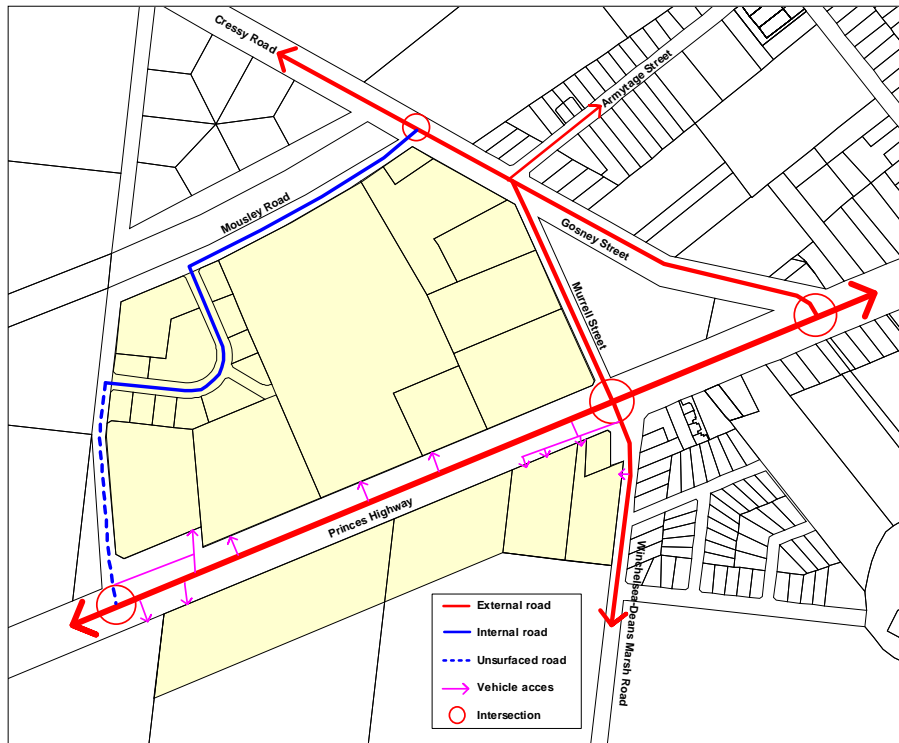 Cressy Road
Armytage Street
Mousley Road
Gosney Street
Murrell Street
Princes Highway
Winchelsea-Deans Marsh Road
External road
Internal road
Unsurfaced road
Vehicle acces
Intersection